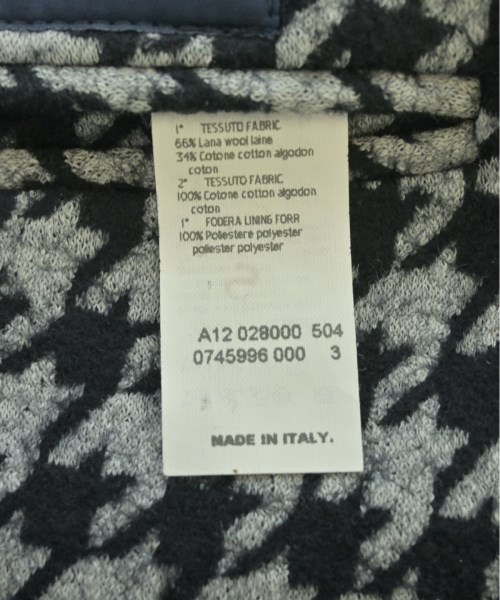 1° TESSUTO FABRIC
66% Lana wool laine
34% Cotone cotton algodon
coton
2° TESSUTO FABRIC
100% Cotone cotton algodon
coton
1° FODERA LINING FORR
100% Poliestere polyester
poliester polyester
A12 028000 504
0745996 000 3
MADE IN ITALY.